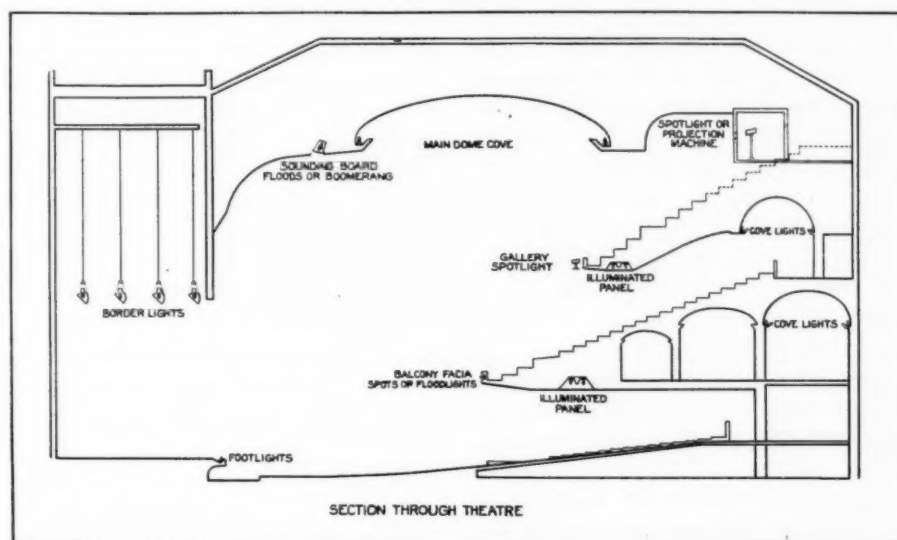 SPOTLIGHT OR
PROJECTION
MACHINE
MAIN DOME COVE
SOUNDING BOARD
FLOODS OR BOOMERANG
COVE LIGHTS
GALLERY
SPOTLIGHT
ILLUMINATED
PANEL
BORDER LIGHTS
COVE LIGHTS
BALCONY FACIA
SPOTS OR FLOODLIGHTS
ILLUMINATED
PANEL
FOOTLIGHTS
SECTION THROUGH THEATRE